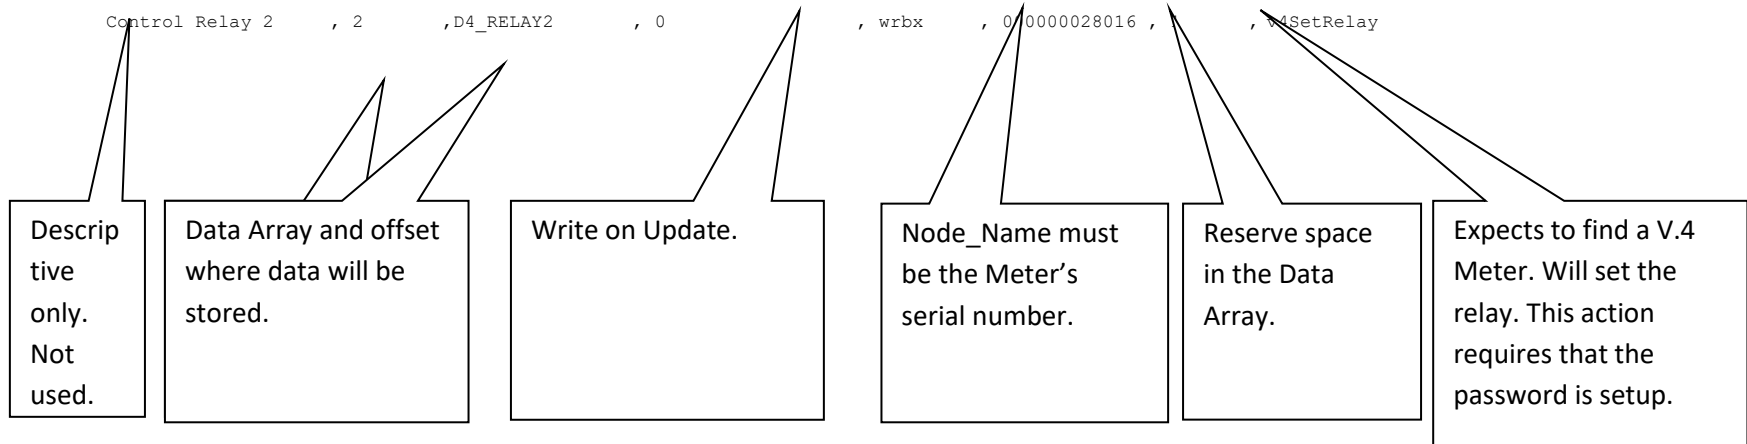 Control Relay 2 , 2 ,D4_RELAY2 , 0 , wrbx , 000000028016 , , v4SetRelay
Descrip
tive
only.
Not
used.
Data Array and offset
where data will be
stored.
Write on Update.
Node_Name must
be the Meter’s
serial number.
Reserve space
in the Data
Array.
Expects to find a V.4
Meter. Will set the
relay. This action
requires that the
password is setup.